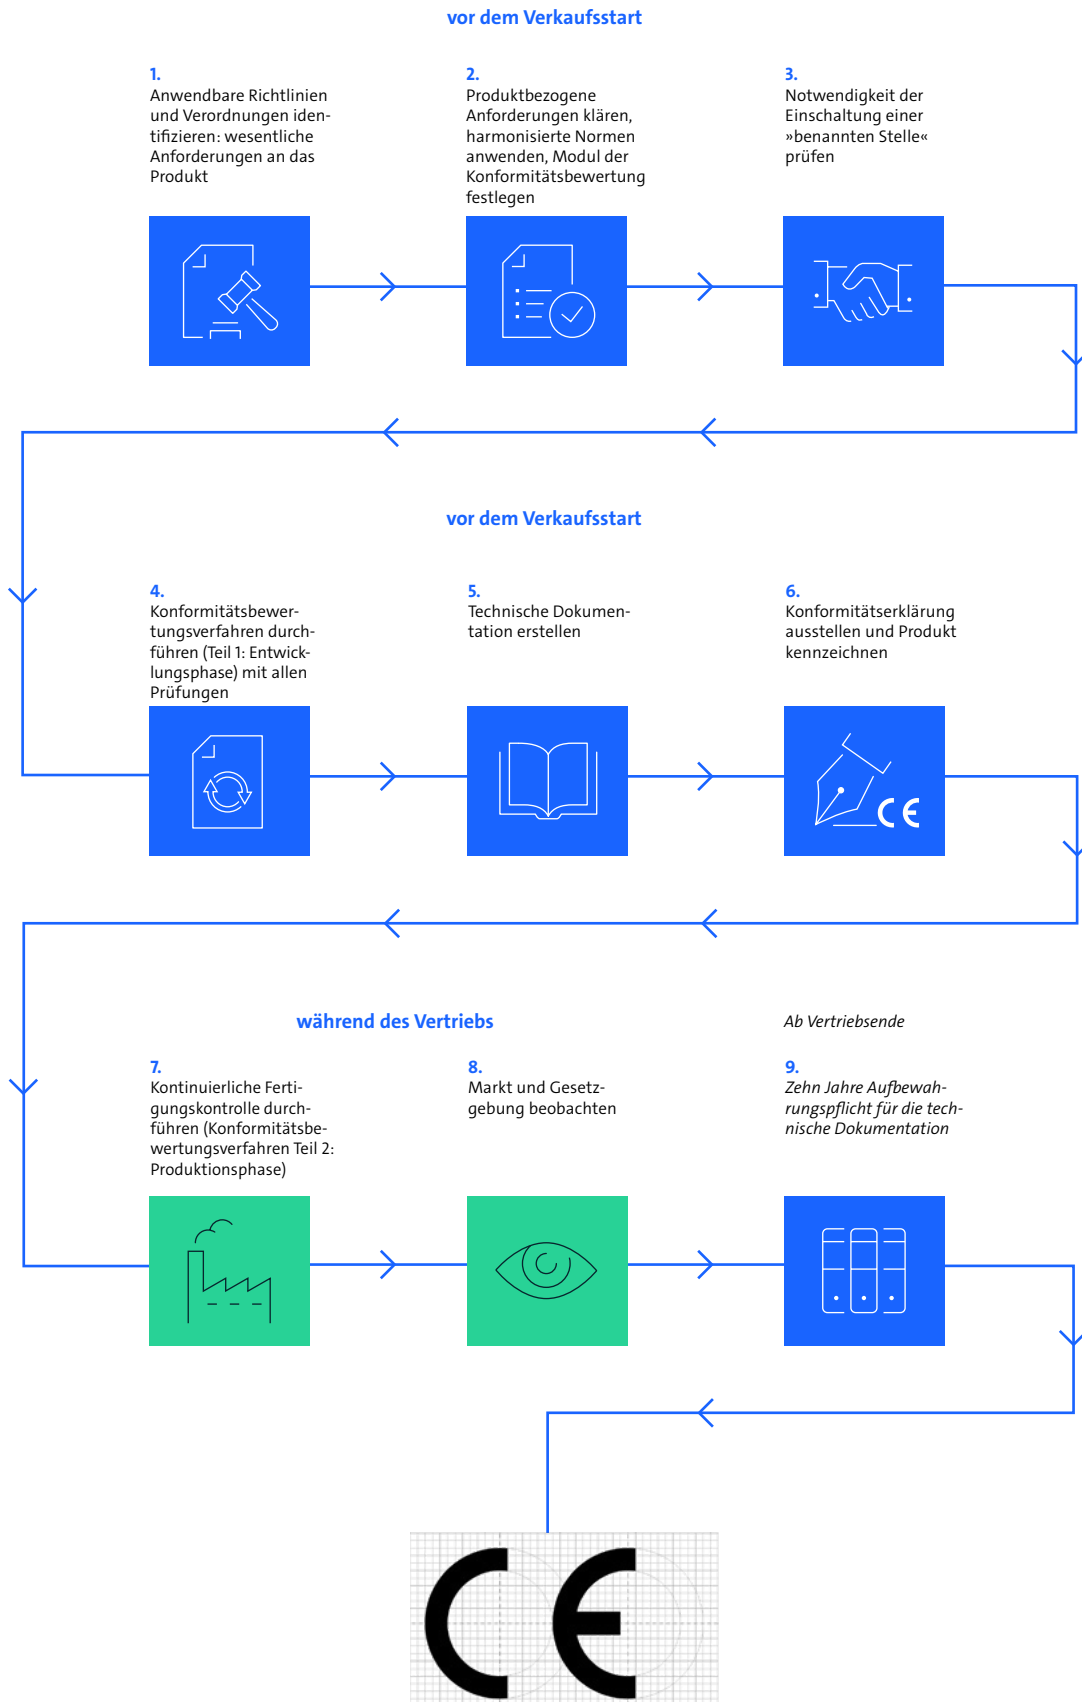 vor dem Verkaufsstart
1.
Anwendbare Richtlinien
und Verordnungen iden-
tifizieren: wesentliche
Anforderungen an das
Produkt
2.
Produktbezogene
Anforderungen klären,
harmonisierte Normen
anwenden, Modul der
Konformitätsbewertung
festlegen
3.
Notwendigkeit der
Einschaltung einer
»benannten Stelle«
prüfen
vor dem Verkaufsstart
4.
Konformitätsbewer-
tungsverfahren durch-
führen (Teil 1: Entwick-
lungsphase) mit allen
Prüfungen
5.
Technische Dokumen-
tation erstellen
6.
Konformitätserklärung
ausstellen und Produkt
kennzeichnen
CE
während des Vertriebs
7.
Kontinuierliche Ferti-
gungskontrolle durch-
führen (Konformitätsbe-
wertungsverfahren Teil 2:
Produktionsphase)
8.
Markt und Gesetz-
gebung beobachten
Ab Vertriebsende
9.
Zehn Jahre Aufbewah-
rungspflicht für die tech-
nische Dokumentation
CE